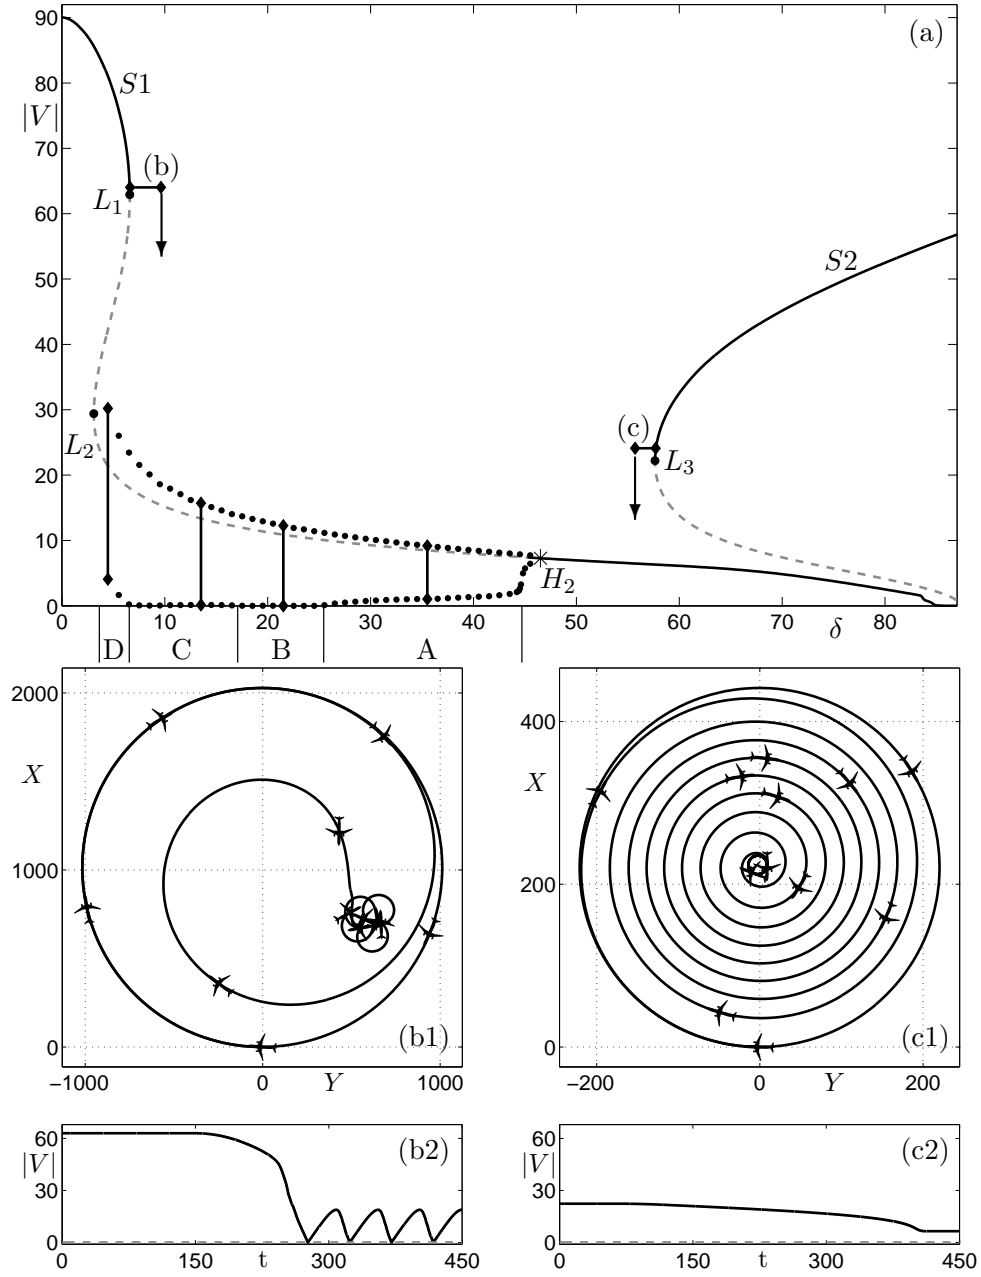 (a)
90
80
70
60
50
40
30
20
10
0
|V|
S1
(b)
L1
L2
S2
(c)
L3
H2
0 10 20 30 40 50 60 70 80
δ
D C B A
2000
X
1000
0
−1000 0 Y 1000
(b1)
400
X
200
0
−200 0 Y 200
(c1)
60
|V|
30
0
0 150 t 300 450
(b2)
60
|V|
30
0
0 150 t 300 450
(c2)